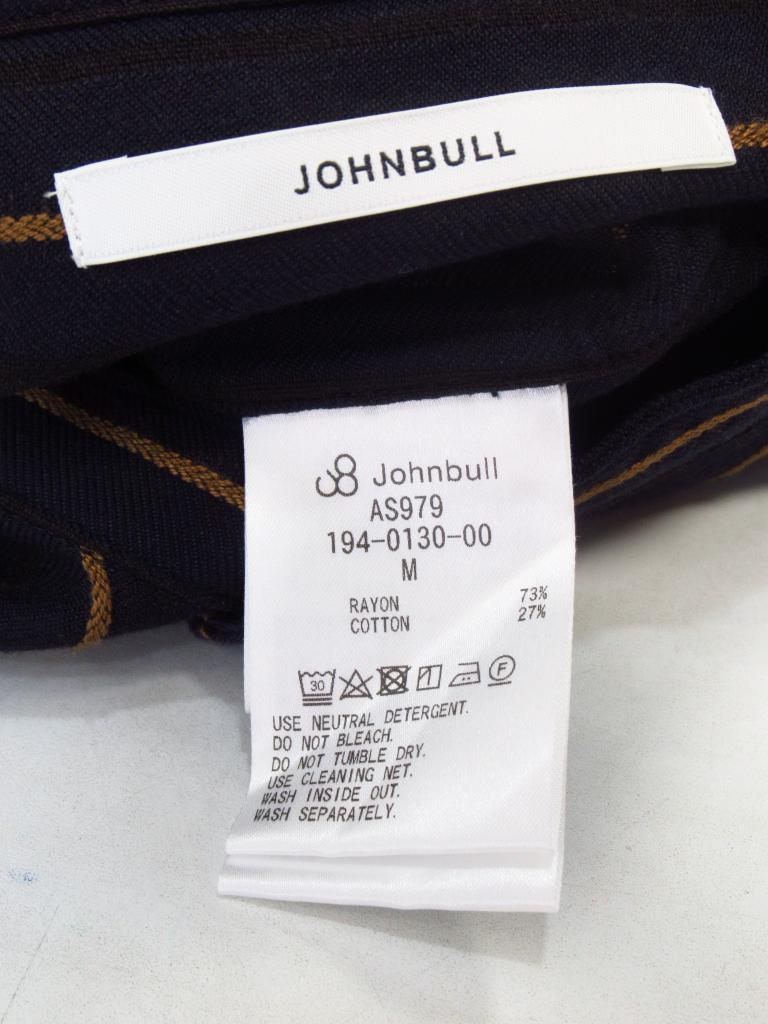 JOHNBULL
Johnbull
AS979
194-0130-00
M
RAYON 73%
COTTON 27%
30 F
USE NEUTRAL DETERGENT.
DO NOT BLEACH.
DO NOT TUMBLE DRY.
USE CLEANING NET.
WASH INSIDE OUT.
WASH SEPARATELY.